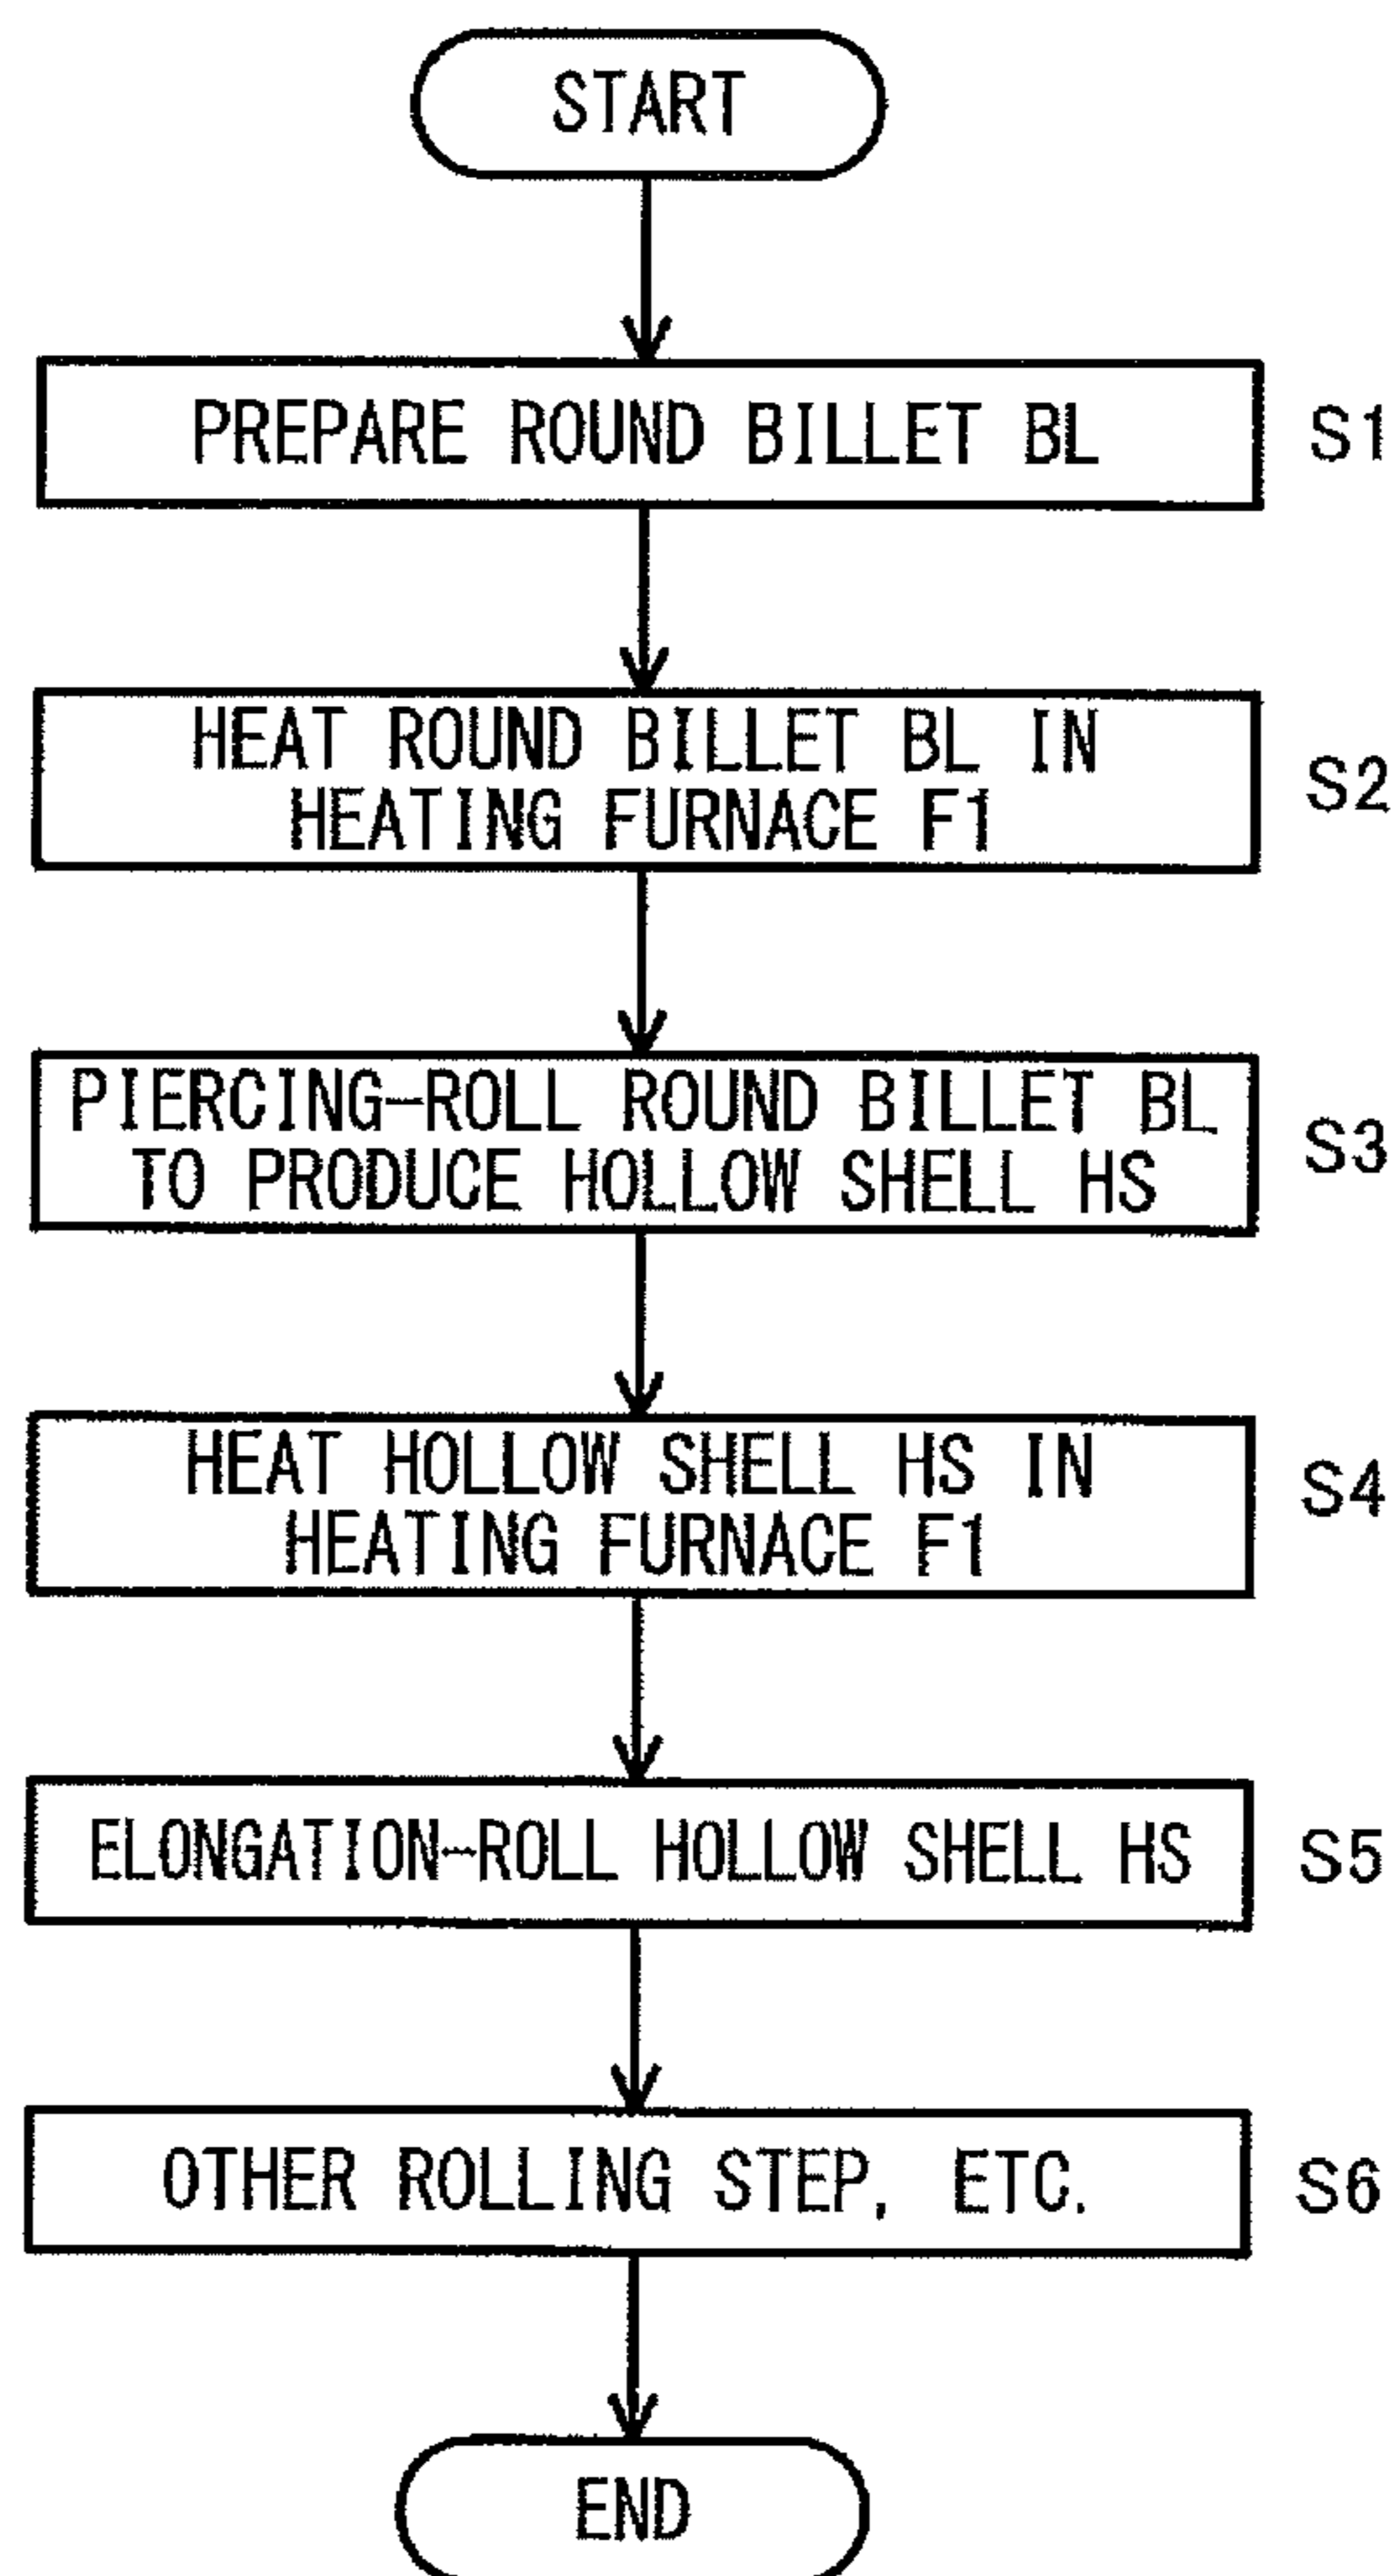 START
PREPARE ROUND BILLET BL
S1
HEAT ROUND BILLET BL IN
HEATING FURNACE F1
S2
PIERCING-ROLL ROUND BILLET BL
TO PRODUCE HOLLOW SHELL HS
S3
HEAT HOLLOW SHELL HS IN
HEATING FURNACE F1
S4
ELONGATION-ROLL HOLLOW SHELL HS
S5
OTHER ROLLING STEP, ETC.
S6
END